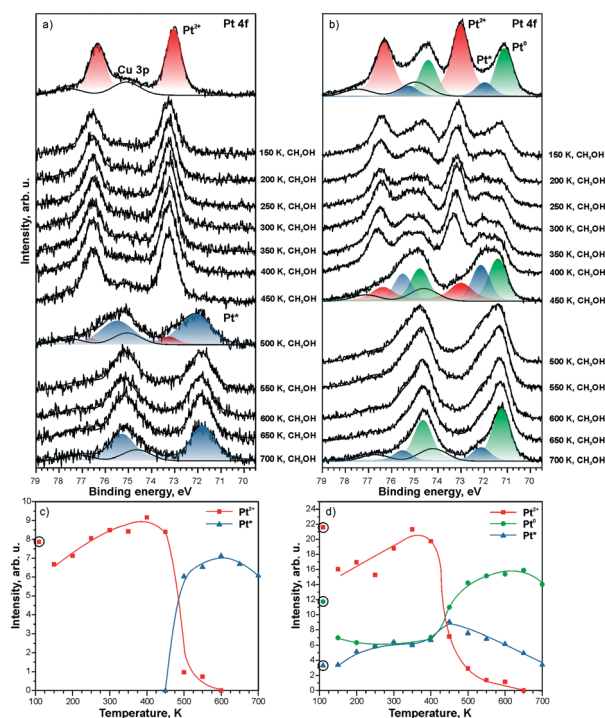 a) Pt²⁺ Pt 4f
Cu 3p
150 K, CH₃OH
200 K, CH₃OH
250 K, CH₃OH
300 K, CH₃OH
350 K, CH₃OH
400 K, CH₃OH
450 K, CH₃OH
Pt*
500 K, CH₃OH
550 K, CH₃OH
600 K, CH₃OH
650 K, CH₃OH
700 K, CH₃OH
79 78 77 76 75 74 73 72 71 70
Binding energy, eV
Intensity, arb. u.
b) Pt²⁺ Pt 4f
Pt* Pt⁰
150 K, CH₃OH
200 K, CH₃OH
250 K, CH₃OH
300 K, CH₃OH
350 K, CH₃OH
400 K, CH₃OH
450 K, CH₃OH
500 K, CH₃OH
550 K, CH₃OH
600 K, CH₃OH
650 K, CH₃OH
700 K, CH₃OH
79 78 77 76 75 74 73 72 71 70
Binding energy, eV
c)
Pt²⁺
Pt*
10
9
8
7
6
5
4
3
2
1
0
Intensity, arb. u.
100 200 300 400 500 600 700
Temperature, K
d)
Pt²⁺
Pt⁰
Pt*
24
22
20
18
16
14
12
10
8
6
4
2
0
Intensity, arb. u.
100 200 300 400 500 600 700
Temperature, K